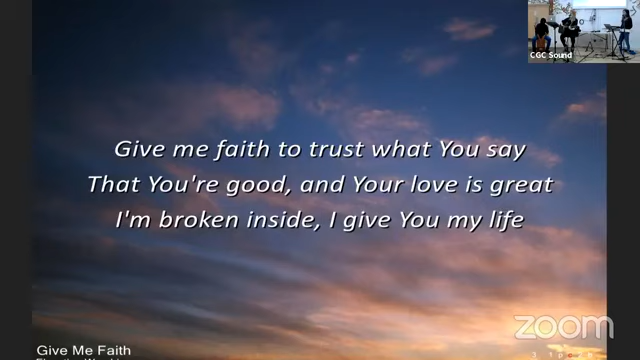 CGC Sound
Give me faith to trust what You say
That You're good, and Your love is great
I'm broken inside, I give You my life
Give Me Faith
zoom